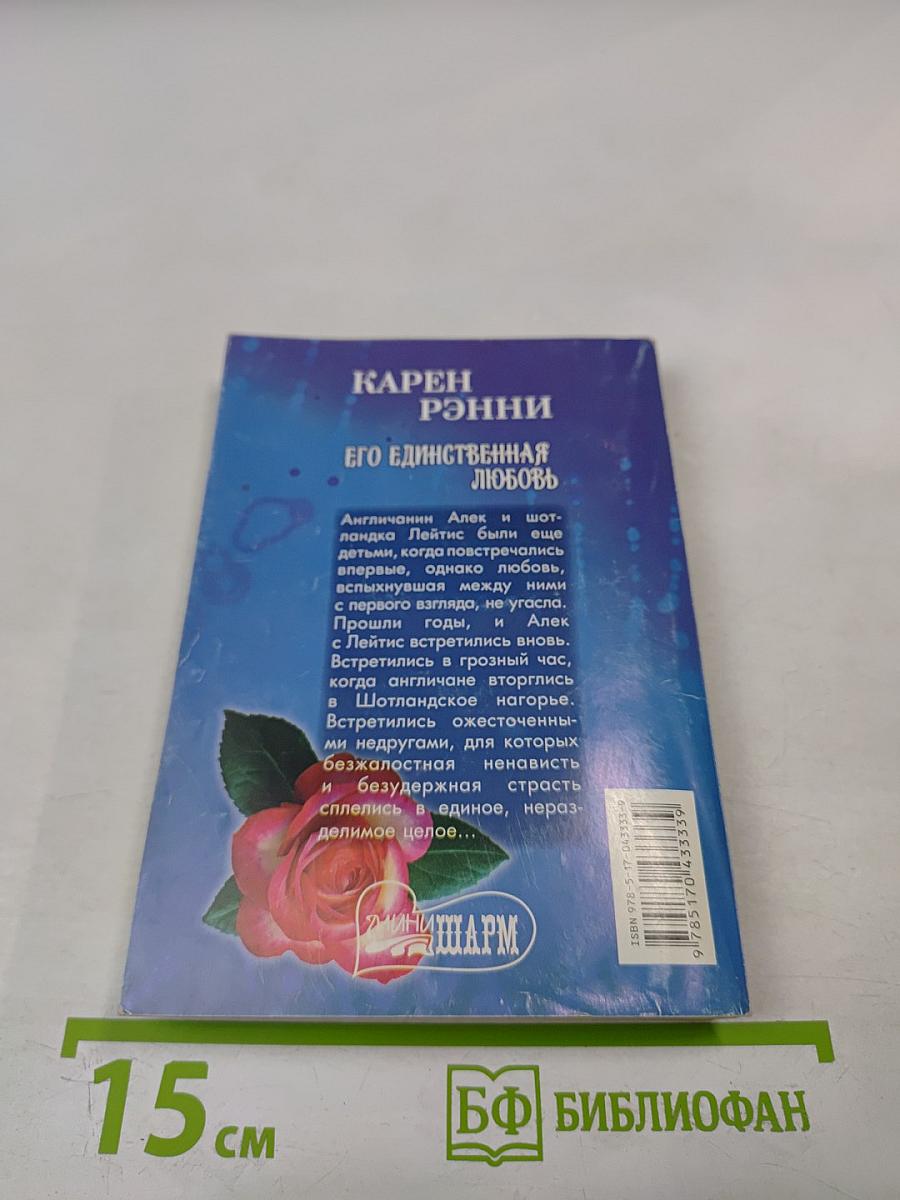 КАРЕН
РЭННИ
ЕГО ЕДИНСТВЕННАЯ
ЛЮБОВЬ
Англичанин Алек и шот-
ландка Лейтис были еще
детьми, когда повстречались
впервые, однако любовь,
вспыхнувшая между ними
с первого взгляда, не угасла.
Прошли годы, и Алек
с Лейтис встретились вновь.
Встретились в грозный час,
когда англичане вторглись
в Шотландское нагорье.
Встретились ожесточенны-
ми недругами, для которых
безжалостная ненависть
и безудержная страсть
сплелись в единое, нераз-
делимое целое...
МИНИ
ШАРМ
ISBN 978-5-17-043333-9
9 785170 433339
15 см
БФ БИБЛИОФАН